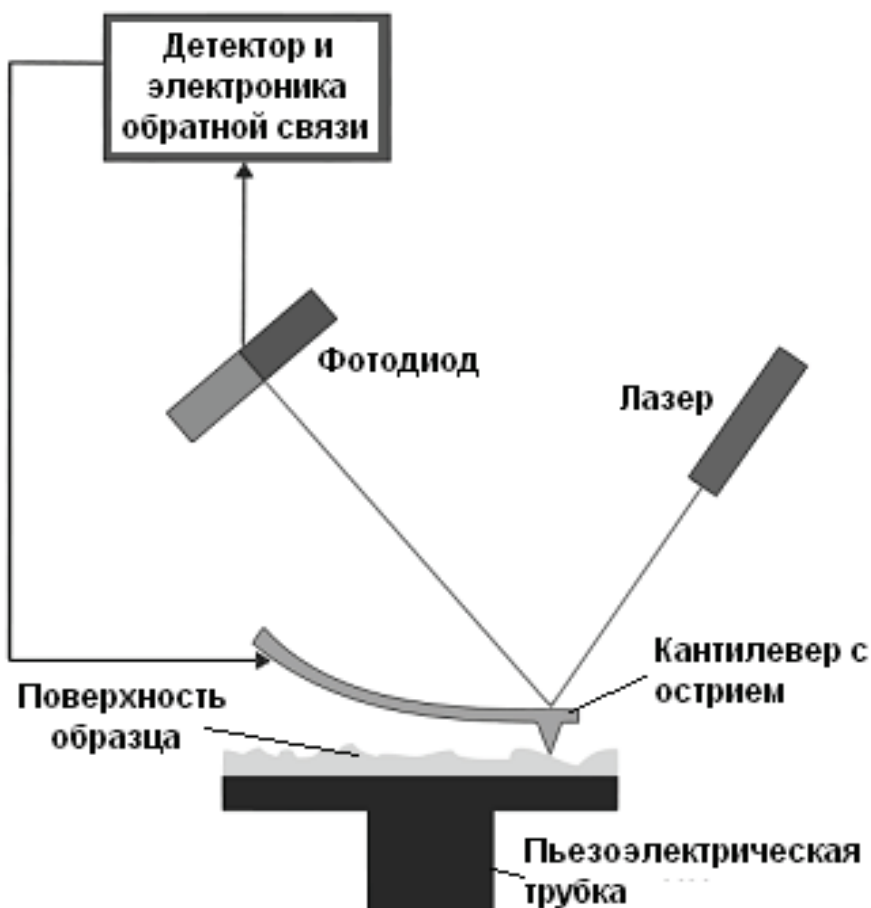 Детектор и
электроника
обратной связи
Фотодиод
Лазер
Кантилевер с
острием
Поверхность
образца
Пьезоэлектрическая
трубка